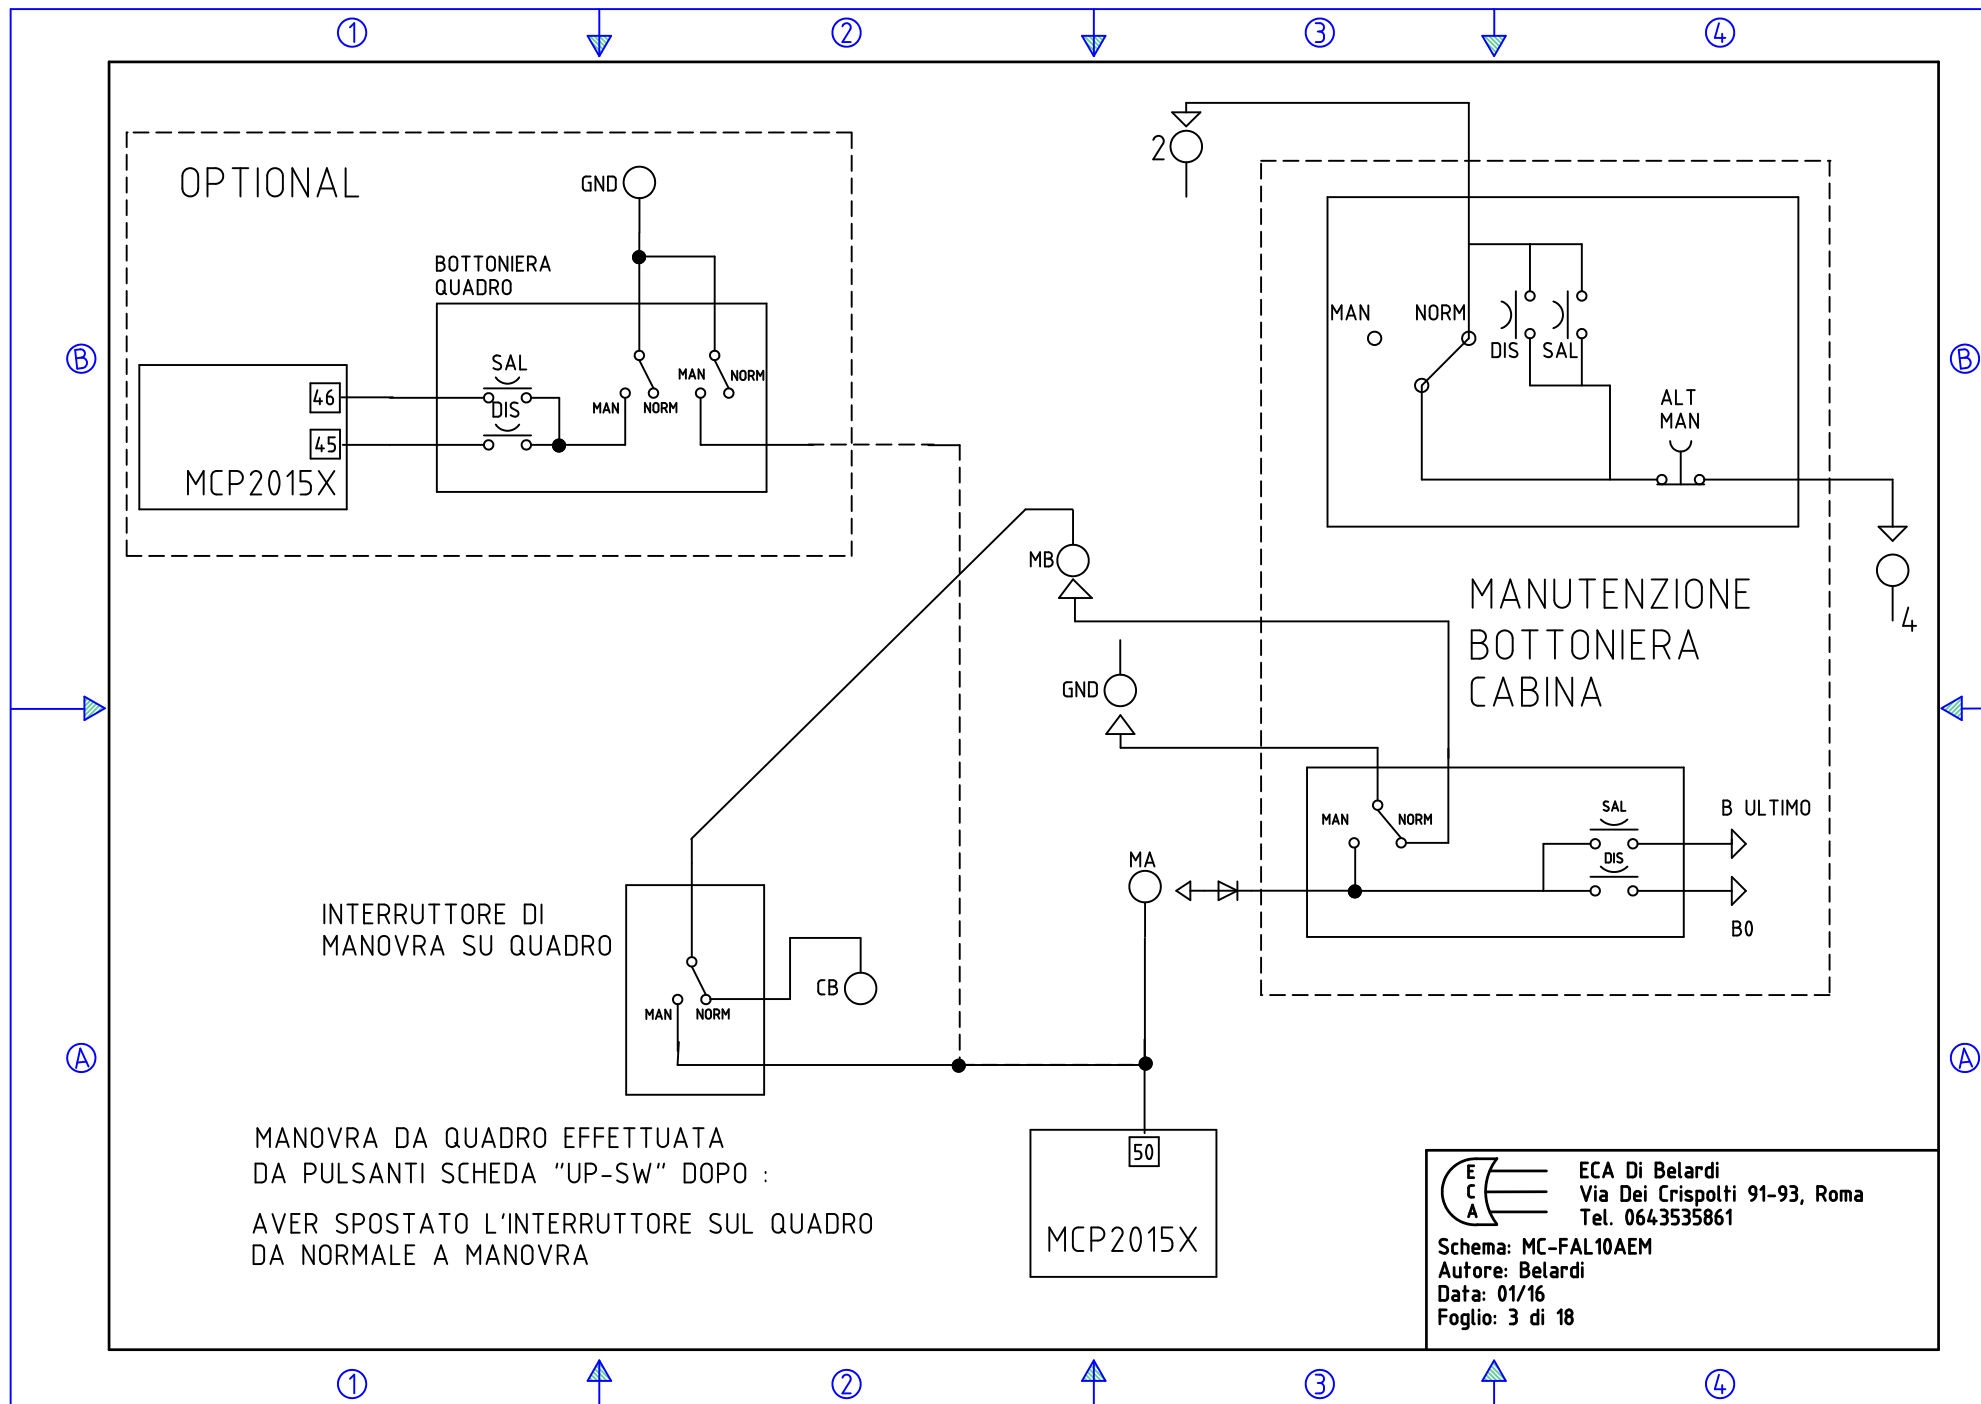 1
2
3
4
OPTIONAL
GND
BOTTONIERA
QUADRO
SAL
DIS
46
45
MCP2015X
MAN
NORM
MAN
NORM
2
MAN
NORM
DIS
SAL
ALT
MAN
4
B
B
MB
GND
MANUTENZIONE
BOTTONIERA
CABINA
MAN
NORM
SAL
DIS
B ULTIMO
B0
MA
INTERRUTTORE DI
MANOVRA SU QUADRO
MAN
NORM
CB
A
A
MANOVRA DA QUADRO EFFETTUATA
DA PULSANTI SCHEDA "UP-SW" DOPO :
AVER SPOSTATO L'INTERRUTTORE SUL QUADRO
DA NORMALE A MANOVRA
50
MCP2015X
E
C
A
ECA Di Belardi
Via Dei Crispolti 91-93, Roma
Tel. 0643535861
Schema: MC-FAL10AEM
Autore: Belardi
Data: 01/16
Foglio: 3 di 18
1
2
3
4